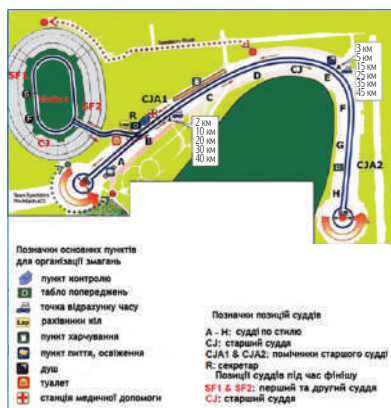 SF1
SF2
CJ
CJA1
R
Lap
A
B
C
D
CJ
E
F
G
H
CJA2
3 км
5 км
15 км
25 км
35 км
45 км
2 км
10 км
20 км
30 км
40 км
Позначки основних пунктів
для організації змагань
пункт контролю
табло попереджень
точка відрахунку часу
Lap рахівники кіл
пункт харчування
пункт пиття, освіження
душ
туалет
станція медичної допомоги
Позначки позицій суддів
A - H: судді по стилю
CJ: старший суддя
CJA1 & CJA2: помічники старшого судді
R: секретар
Позиції суддів під час фінішу
SF1 & SF2: перший та другий суддя
CJ: старший суддя